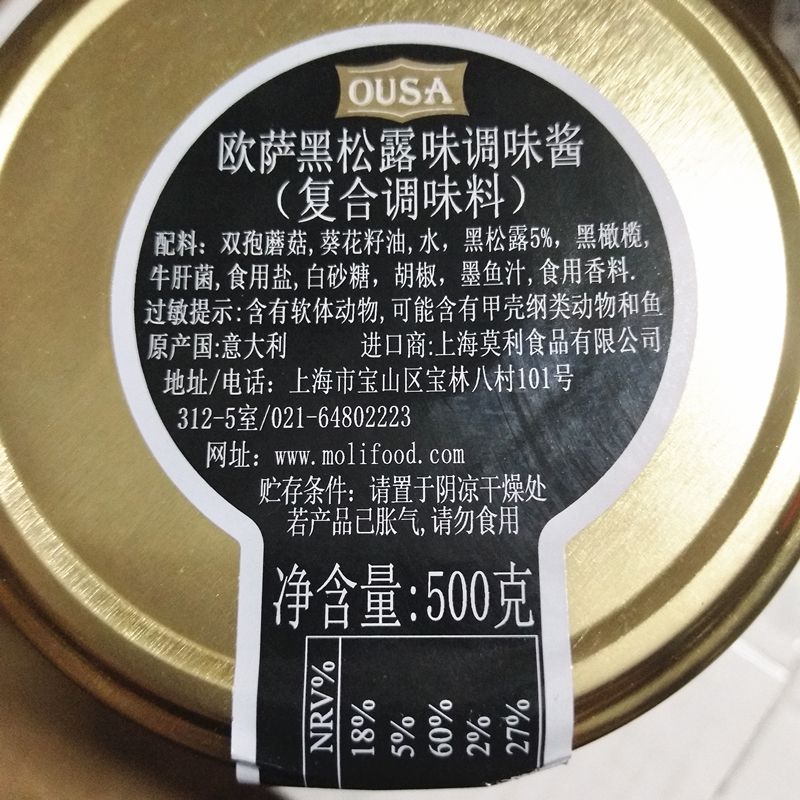 OUSA
欧萨黑松露味调味酱
（复合调味料）
配料：双孢蘑菇,葵花籽油,水，黑松露5%，黑橄榄,
牛肝菌,食用盐,白砂糖，胡椒，墨鱼汁,食用香料.
过敏提示:含有软体动物,可能含有甲壳纲类动物和鱼
原产国:意大利 进口商:上海莫利食品有限公司
地址/电话：上海市宝山区宝林八村101号
312-5室/021-64802223
网址：www.molifood.com
贮存条件：请置于阴凉干燥处
若产品已胀气,请勿食用
净含量:500克
NRV%
18%
5%
60%
2%
27%